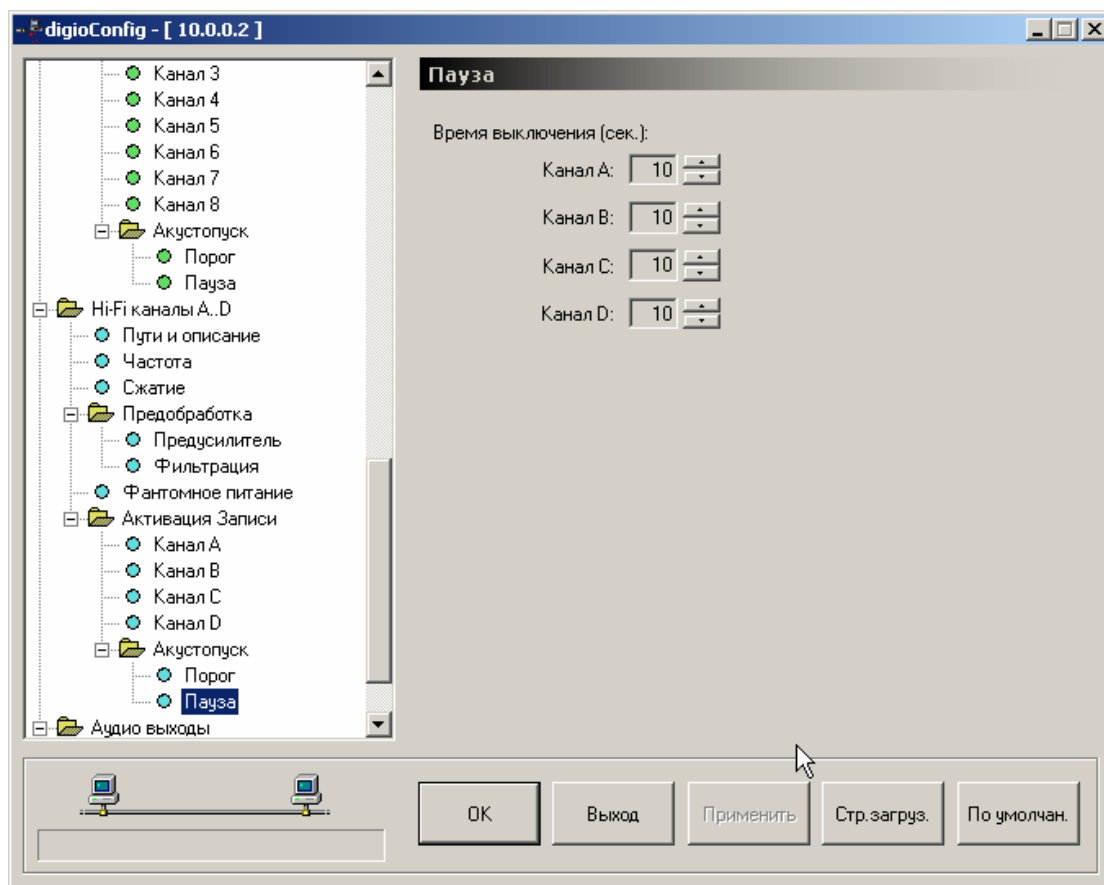 digioConfig - [ 10.0.0.2 ]
Канал 3
Канал 4
Канал 5
Канал 6
Канал 7
Канал 8
Акустопуск
Порог
Пауза
Hi-Fi каналы A..D
Пути и описание
Частота
Сжатие
Предобработка
Предусилитель
Фильтрация
Фантомное питание
Активация Записи
Канал A
Канал B
Канал C
Канал D
Акустопуск
Порог
Пауза
Аудио выходы
Пауза
Время выключения (сек.):
Канал A: 10
Канал B: 10
Канал C: 10
Канал D: 10
OK
Выход
Применить
Стр.загруз.
По умолчан.